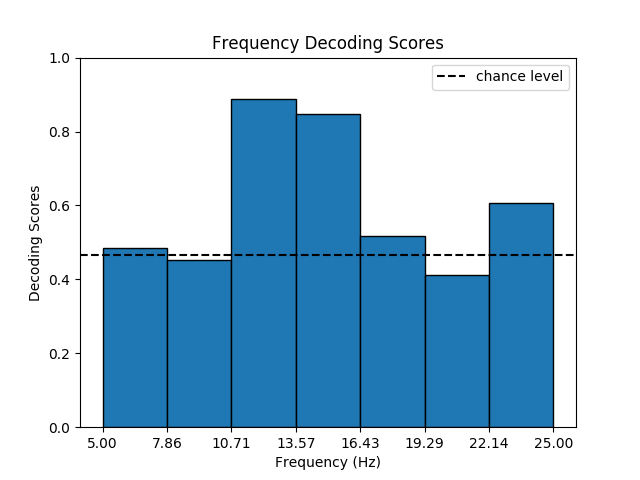 Frequency Decoding Scores
chance level
1.0
0.8
0.6
0.4
0.2
0.0
Decoding Scores
5.00 7.86 10.71 13.57 16.43 19.29 22.14 25.00
Frequency (Hz)